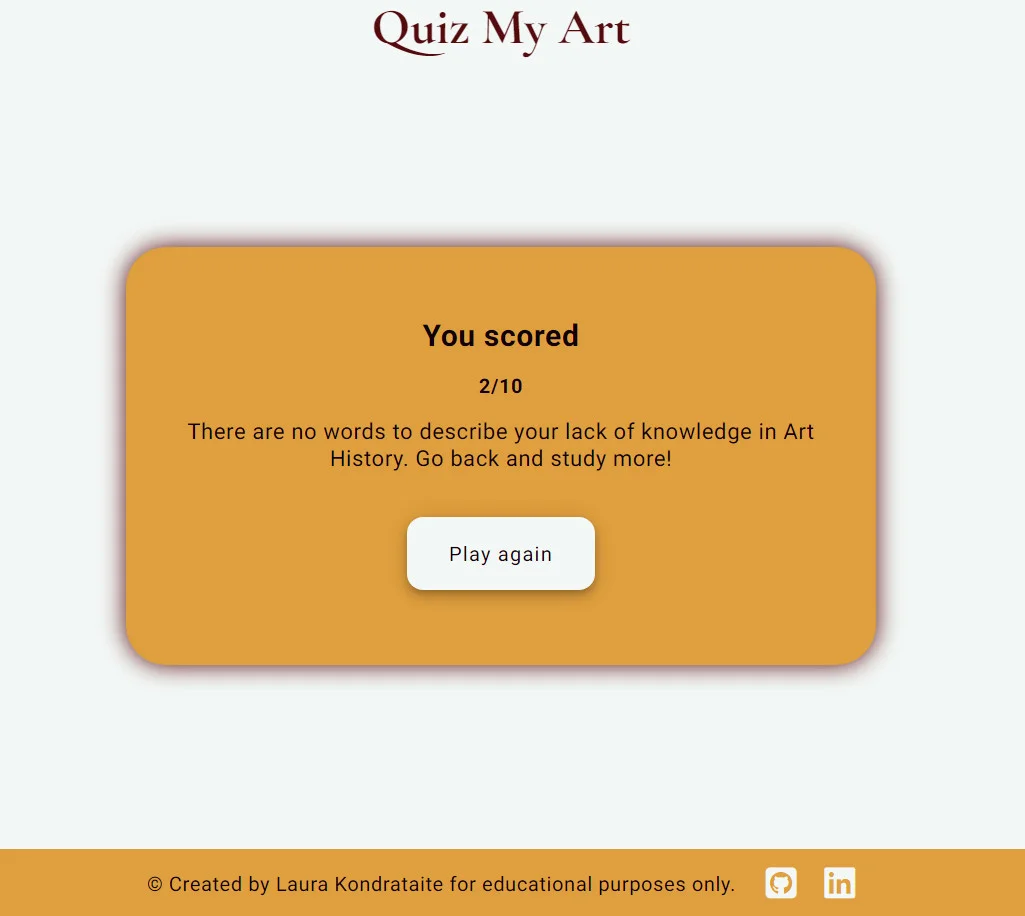 Quiz My Art
You scored
2/10
There are no words to describe your lack of knowledge in Art
History. Go back and study more!
Play again
© Created by Laura Kondrataite for educational purposes only.
in